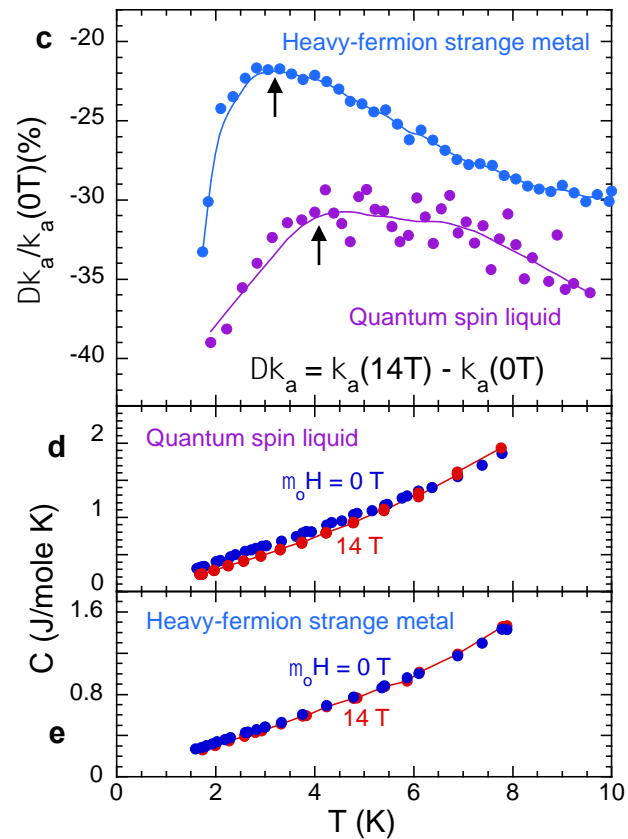 c
-20
-25
-30
-35
-40
Dk_a/k_a(0T)(%)
Heavy-fermion strange metal
Quantum spin liquid
Dk_a = k_a(14T) - k_a(0T)
d
2
1
0
Quantum spin liquid
m_oH = 0 T
14 T
C (J/mole K)
1.6
0.8
0
Heavy-fermion strange metal
m_oH = 0 T
14 T
e
0 2 4 6 8 10
T (K)